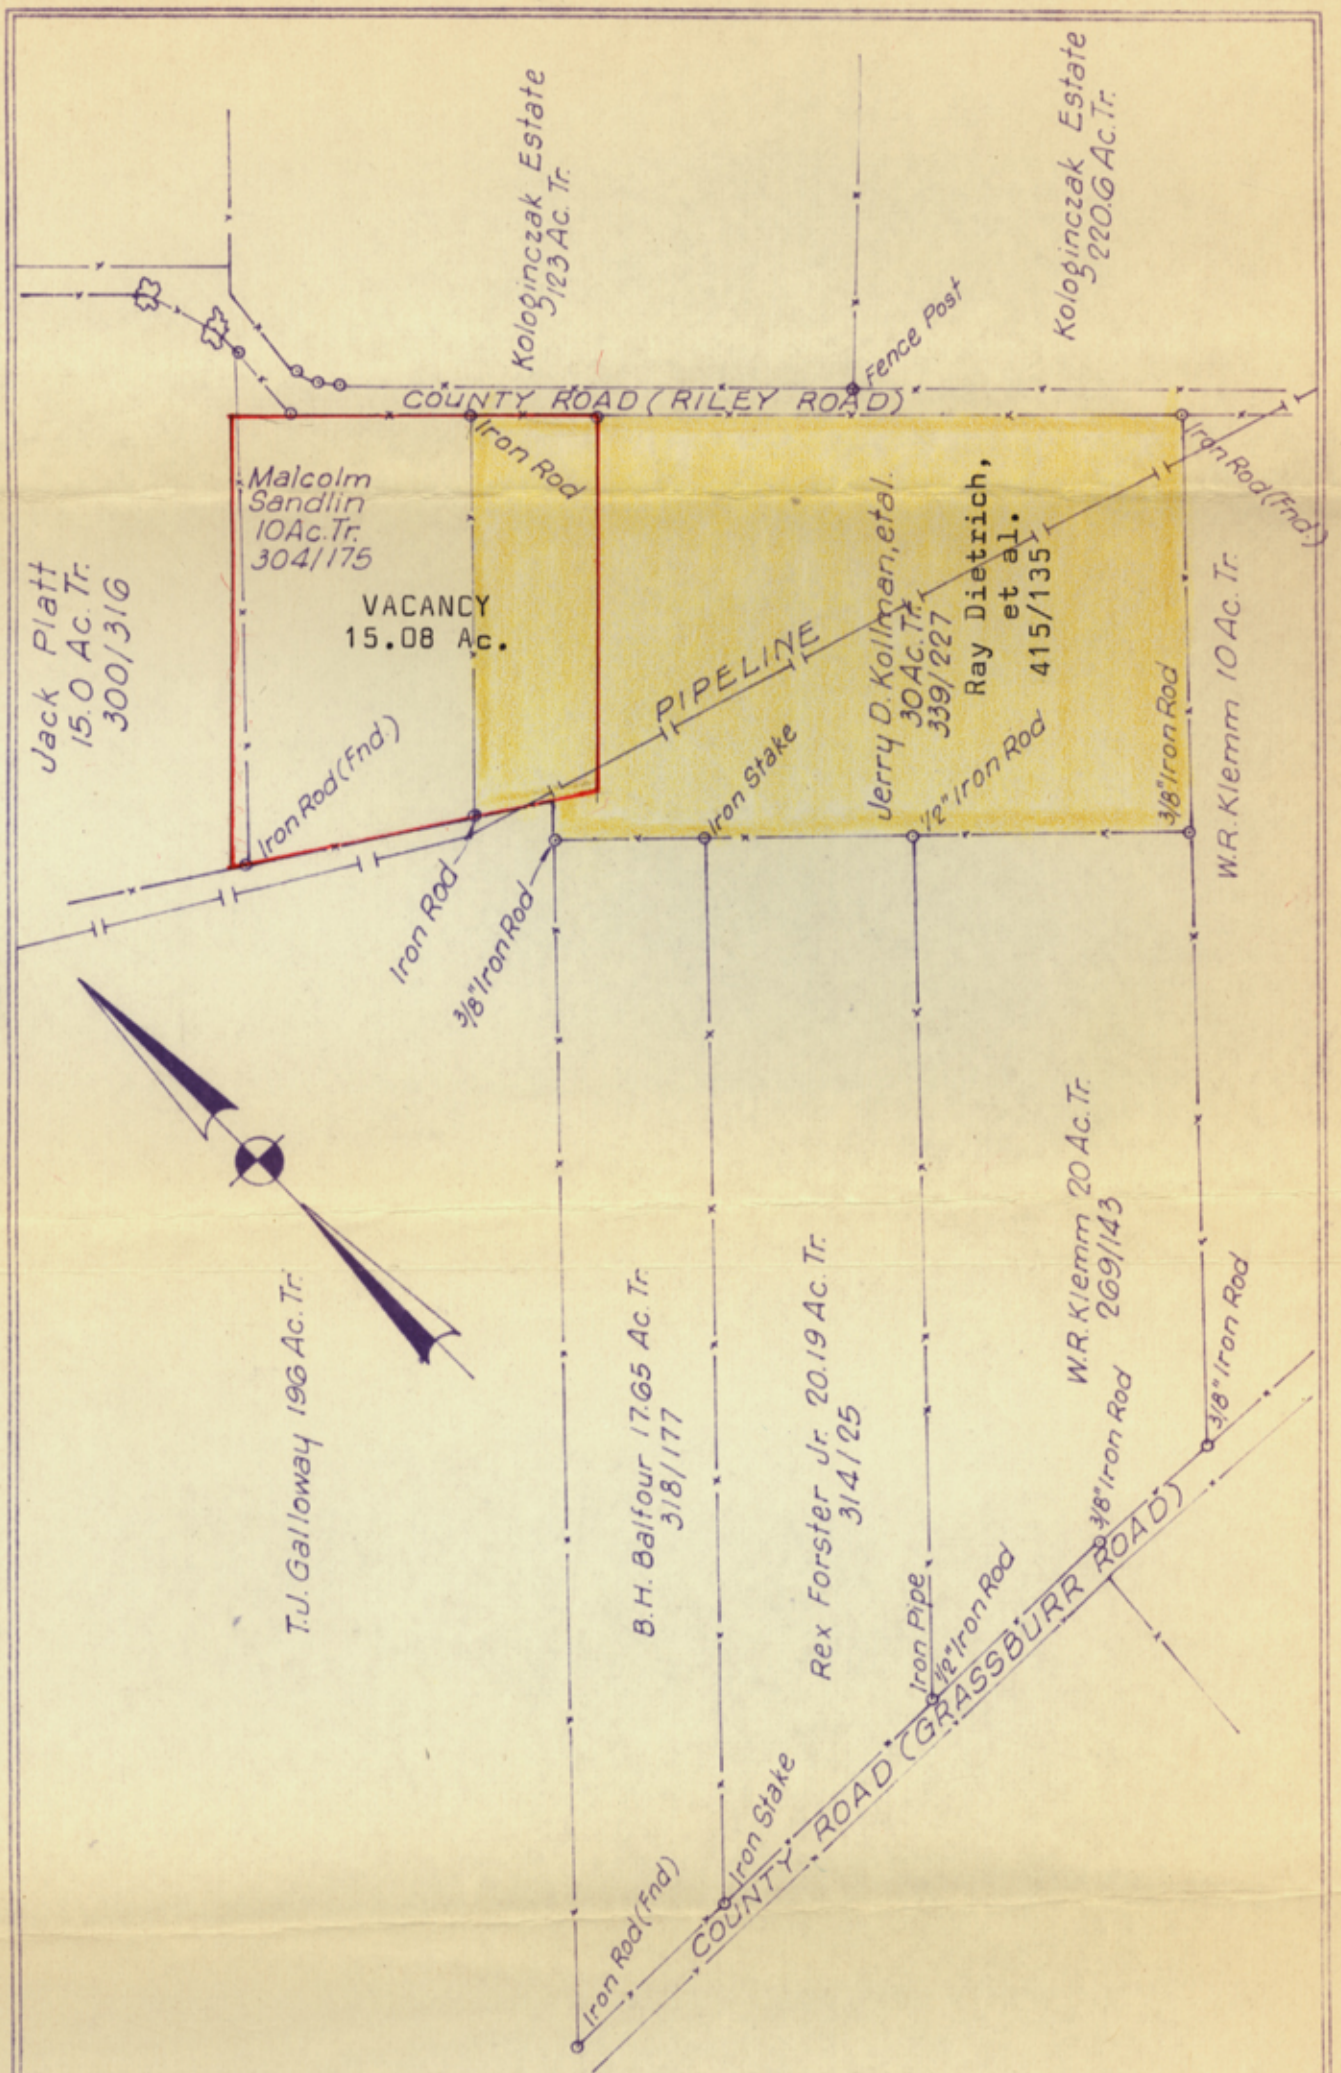 Kologinczak Estate
123 Ac. Tr.
Kologinczak Estate
220.6 Ac. Tr.
Fence Post
COUNTY ROAD (RILEY ROAD)
Iron Rod
Iron Rod (Fnd.)
Malcolm
Sandlin
10 Ac. Tr.
304/175
VACANCY
15.08 Ac.
Jack Platt
15.0 Ac. Tr.
300/316
Jerry D. Kollman, et al.
30 Ac. Tr.
339/227
Ray Dietrich,
et al.
415/135
PIPELINE
Iron Rod (Fnd.)
Iron Stake
1/2" Iron Rod
3/8" Iron Rod
W.R. Klemm 10 Ac. Tr.
Iron Rod
3/8" Iron Rod
T.J. Galloway 196 Ac. Tr.
B.H. Balfour 17.65 Ac. Tr.
318/177
Rex Forster Jr. 20.19 Ac. Tr.
314/25
W.R. Klemm 20 Ac. Tr.
269/143
3/8" Iron Rod
3/8" Iron Rod
Iron Pipe
1/2" Iron Rod
Iron Stake
Iron Rod (Fnd)
COUNTY ROAD (GRASSBURR ROAD)